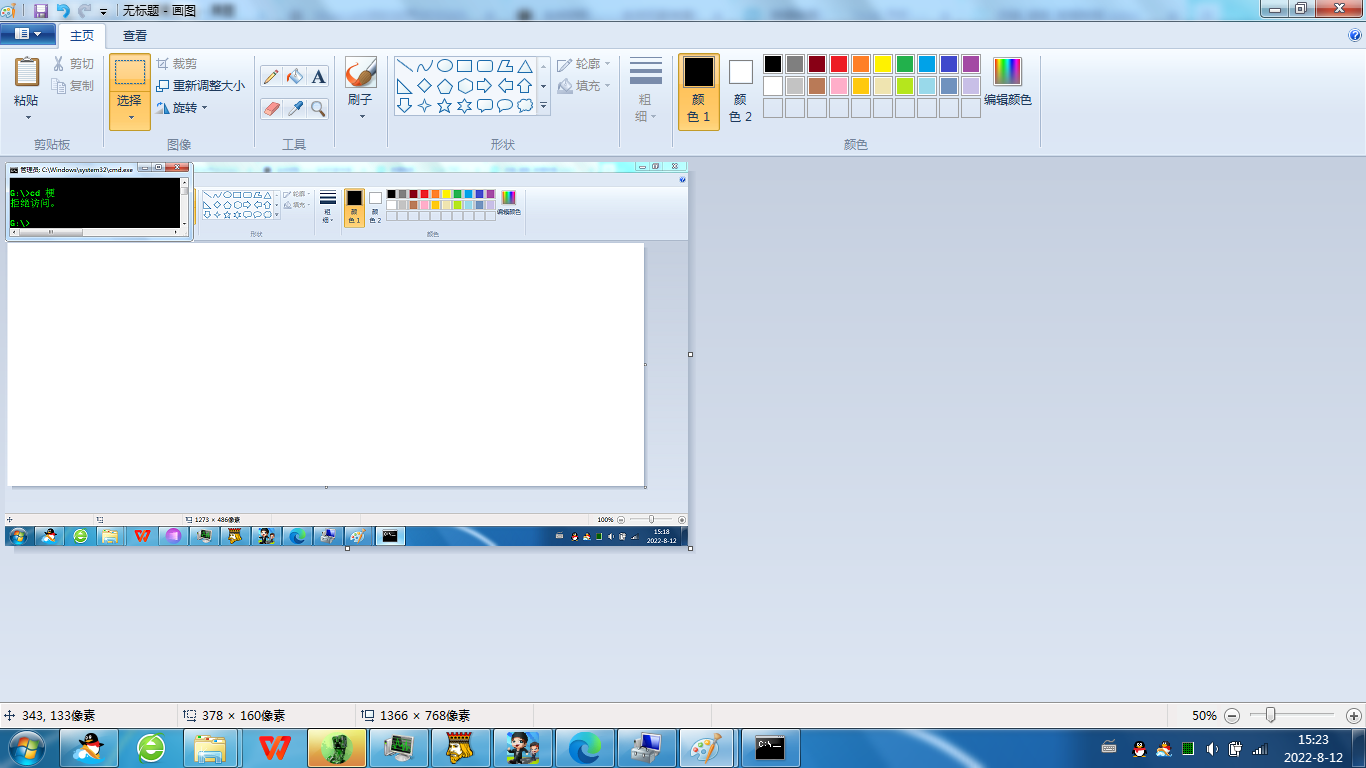 无标题 - 画图
主页 查看
粘贴
剪切
复制
剪贴板
选择
裁剪
重新调整大小
旋转
图像
A
工具
刷子
轮廓
填充
形状
粗
细
颜
色 1
颜
色 2
编辑颜色
颜色
管理员: C:\Windows\system32\cmd.exe
G:\>cd 梗
拒绝访问。
G:\>
轮廓
填充
形状
粗
细
颜
色 1
颜
色 2
编辑颜色
颜色
1273 × 486像素
100%
15:18
2022-8-12
343, 133像素
378 × 160像素
1366 × 768像素
50%
15:23
2022-8-12